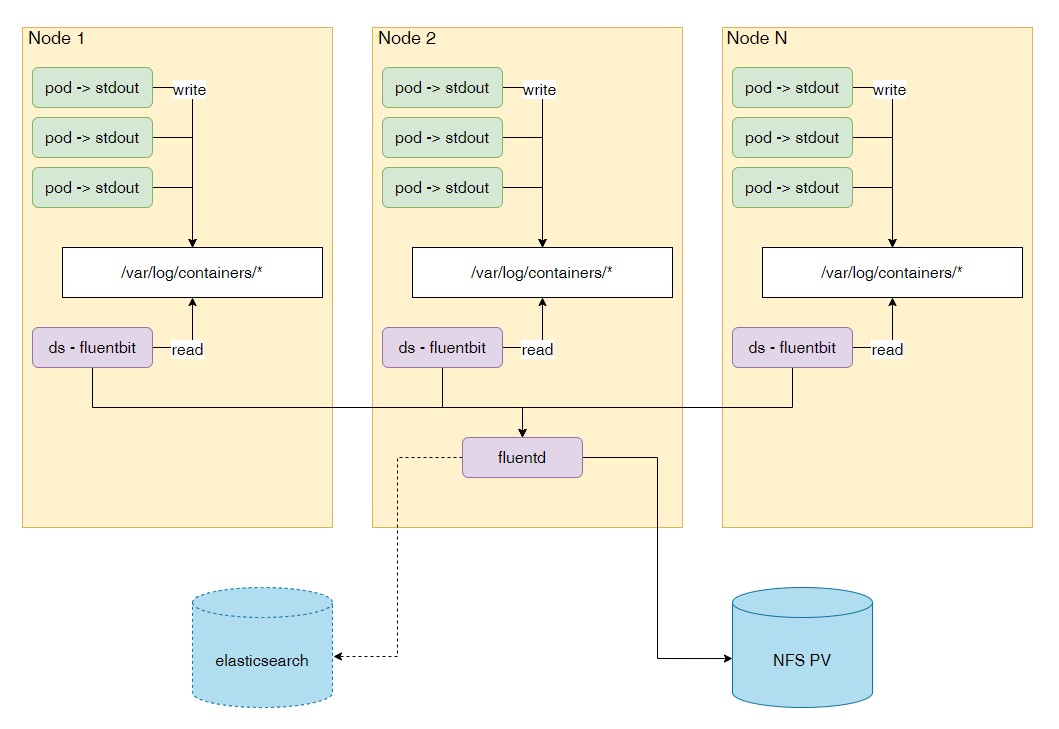 Node 1
pod -> stdout
write
pod -> stdout
pod -> stdout
/var/log/containers/*
ds - fluentbit
read
Node 2
pod -> stdout
write
pod -> stdout
pod -> stdout
/var/log/containers/*
ds - fluentbit
read
fluentd
Node N
pod -> stdout
write
pod -> stdout
pod -> stdout
/var/log/containers/*
ds - fluentbit
read
elasticsearch
NFS PV